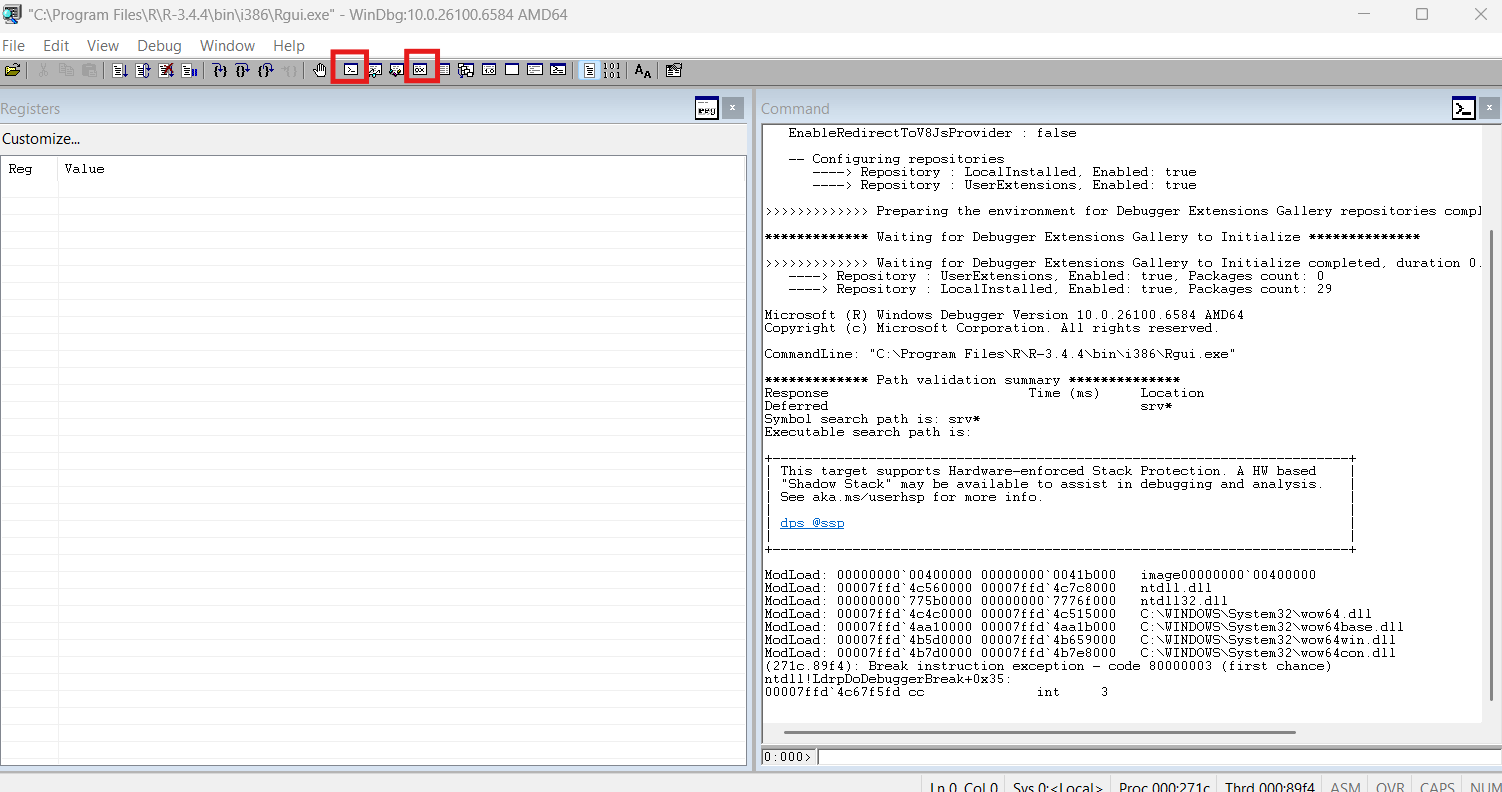 "C:\Program Files\R\R-3.4.4\bin\i386\Rgui.exe" - WinDbg:10.0.26100.6584 AMD64
File Edit View Debug Window Help
Registers
Customize...
Reg Value
Command
EnableRedirectToV8JsProvider : false
-- Configuring repositories
----> Repository : LocalInstalled, Enabled: true
----> Repository : UserExtensions, Enabled: true
>>>>>>>>>>>>> Preparing the environment for Debugger Extensions Gallery repositories compl
************* Waiting for Debugger Extensions Gallery to Initialize **************
>>>>>>>>>>>>> Waiting for Debugger Extensions Gallery to Initialize completed, duration 0.
----> Repository : UserExtensions, Enabled: true, Packages count: 0
----> Repository : LocalInstalled, Enabled: true, Packages count: 29
Microsoft (R) Windows Debugger Version 10.0.26100.6584 AMD64
Copyright (c) Microsoft Corporation. All rights reserved.
CommandLine: "C:\Program Files\R\R-3.4.4\bin\i386\Rgui.exe"
************* Path validation summary **************
Response Time (ms) Location
Deferred srv*
Symbol search path is: srv*
Executable search path is:
This target supports Hardware-enforced Stack Protection. A HW based
"Shadow Stack" may be available to assist in debugging and analysis.
See aka.ms/userhsp for more info.
dps @ssp
ModLoad: 00000000`00400000 00000000`0041b000 image00000000`00400000
ModLoad: 00007ffd`4c560000 00007ffd`4c7c8000 ntdll.dll
ModLoad: 00000000`775b0000 00000000`7776f000 ntdll32.dll
ModLoad: 00007ffd`4c4c0000 00007ffd`4c515000 C:\WINDOWS\System32\wow64.dll
ModLoad: 00007ffd`4aa10000 00007ffd`4aa1b000 C:\WINDOWS\System32\wow64base.dll
ModLoad: 00007ffd`4b5d0000 00007ffd`4b659000 C:\WINDOWS\System32\wow64win.dll
ModLoad: 00007ffd`4b7d0000 00007ffd`4b7e8000 C:\WINDOWS\System32\wow64con.dll
(271c.89f4): Break instruction exception - code 80000003 (first chance)
ntdll!LdrpDoDebuggerBreak+0x35:
00007ffd`4c67f5fd cc int 3
0:000>
Ln 0, Col 0 Sys 0:<Local> Proc 000:271c Thrd 000:89f4 ASM OVR CAPS NUM